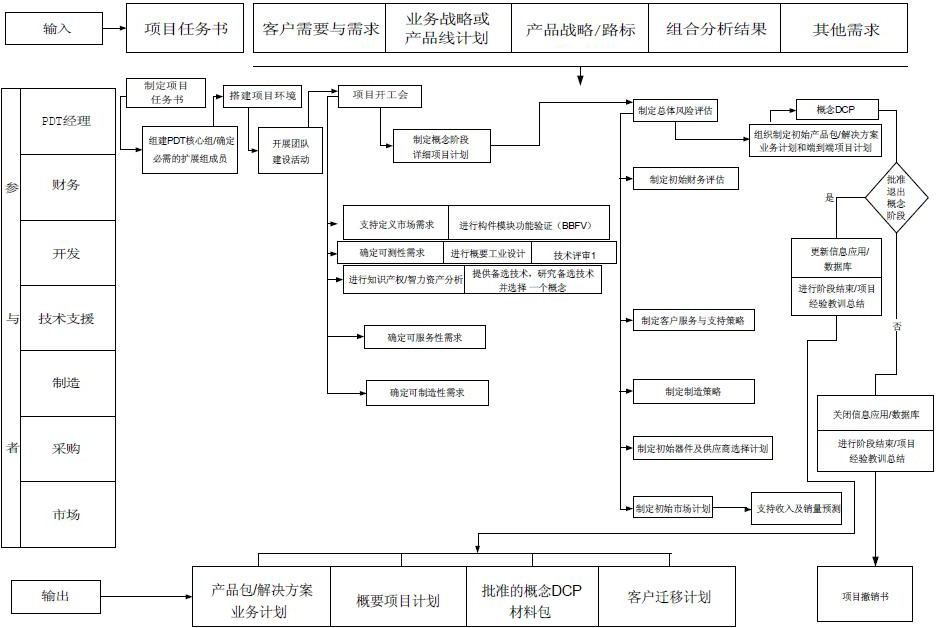 输入
项目任务书
客户需要与需求
业务战略或
产品线计划
产品战略/路标
组合分析结果
其他需求
参
与
者
PDT经理
财务
开发
技术支援
制造
采购
市场
制定项目
任务书
组建PDT核心组/确定
必需的扩展组成员
搭建项目环境
开展团队
建设活动
项目开工会
制定概念阶段
详细项目计划
制定总体风险评估
概念DCP
组织制定初始产品包/解决方案
业务计划和端到端项目计划
批准
退出
概念
阶段
是
否
制定初始财务评估
支持定义市场需求
进行构件模块功能验证（BBFV）
确定可测性需求
进行概要工业设计
技术评审1
进行知识产权/智力资产分析
提供备选技术，研究备选技术
并选择 一个概念
更新信息应用/
数据库
进行阶段结束/项目
经验教训总结
确定可服务性需求
制定客户服务与支持策略
确定可制造性需求
制定制造策略
关闭信息应用/数据库
进行阶段结束/项目
经验教训总结
制定初始器件及供应商选择计划
制定初始市场计划
支持收入及销量预测
输出
产品包/解决方案
业务计划
概要项目计划
批准的概念DCP
材料包
客户迁移计划
项目撤销书